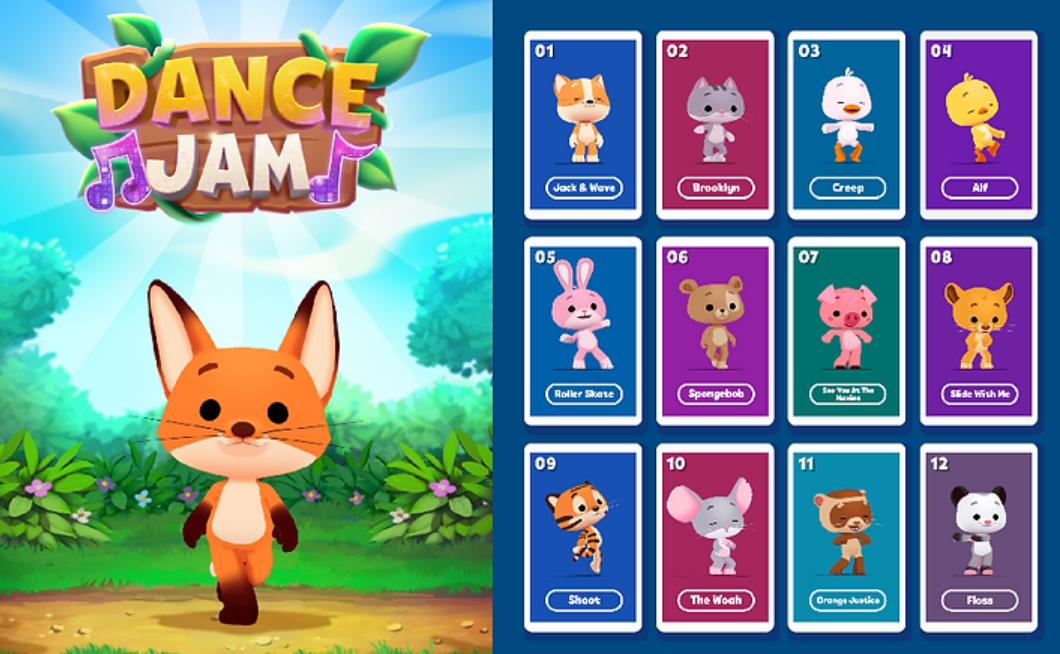 DANCE
JAM
01
Jack & Wave
02
Brooklyn
03
Creep
04
Alf
05
Roller Skate
06
Spongebob
07
See You At The
Movies
08
Slide With Me
09
Shoot
10
The Woah
11
Orange Justice
12
Floss